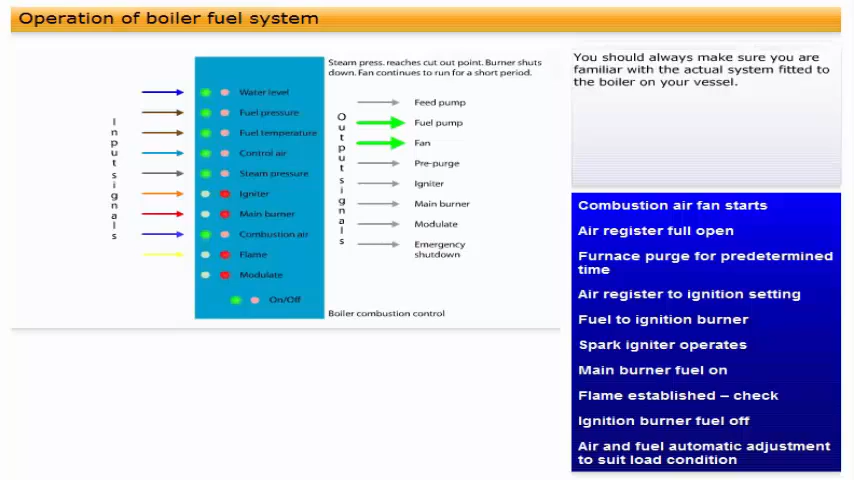 Operation of boiler fuel system
Steam press. reaches cut out point. Burner shuts
down. Fan continues to run for a short period.
Input signals
Water level
Fuel pressure
Fuel temperature
Control air
Steam pressure
Igniter
Main burner
Combustion air
Flame
Modulate
On/Off
Output signals
Feed pump
Fuel pump
Fan
Pre-purge
Igniter
Main burner
Modulate
Emergency
shutdown
Boiler combustion control
You should always make sure you are
familiar with the actual system fitted to
the boiler on your vessel.
Combustion air fan starts
Air register full open
Furnace purge for predetermined
time
Air register to ignition setting
Fuel to ignition burner
Spark igniter operates
Main burner fuel on
Flame established – check
Ignition burner fuel off
Air and fuel automatic adjustment
to suit load condition